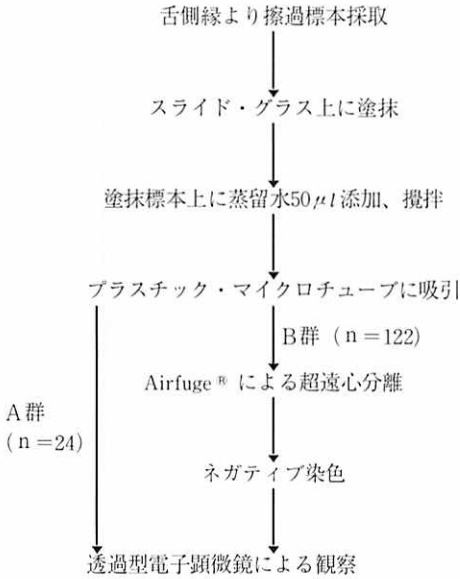 舌側縁より擦過標本採取
スライド・グラス上に塗抹
塗抹標本上に蒸留水50μl添加、攪拌
プラスチック・マイクロチューブに吸引
B群(n=122)
Airfuge®による超遠心分離
A群
(n=24)
ネガティブ染色
透過型電子顕微鏡による観察